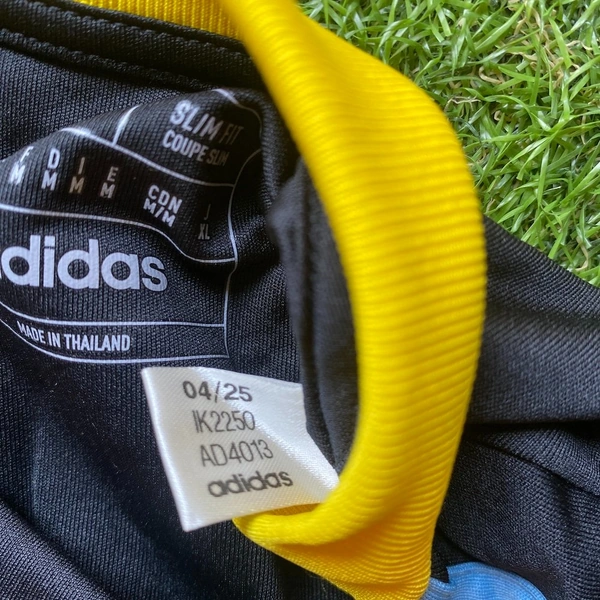 SLIM FIT
COUPE SLIM
F D I E CDN J
M M M M M/M XL
adidas
MADE IN THAILAND
04/25
IK2250
AD4013
adidas